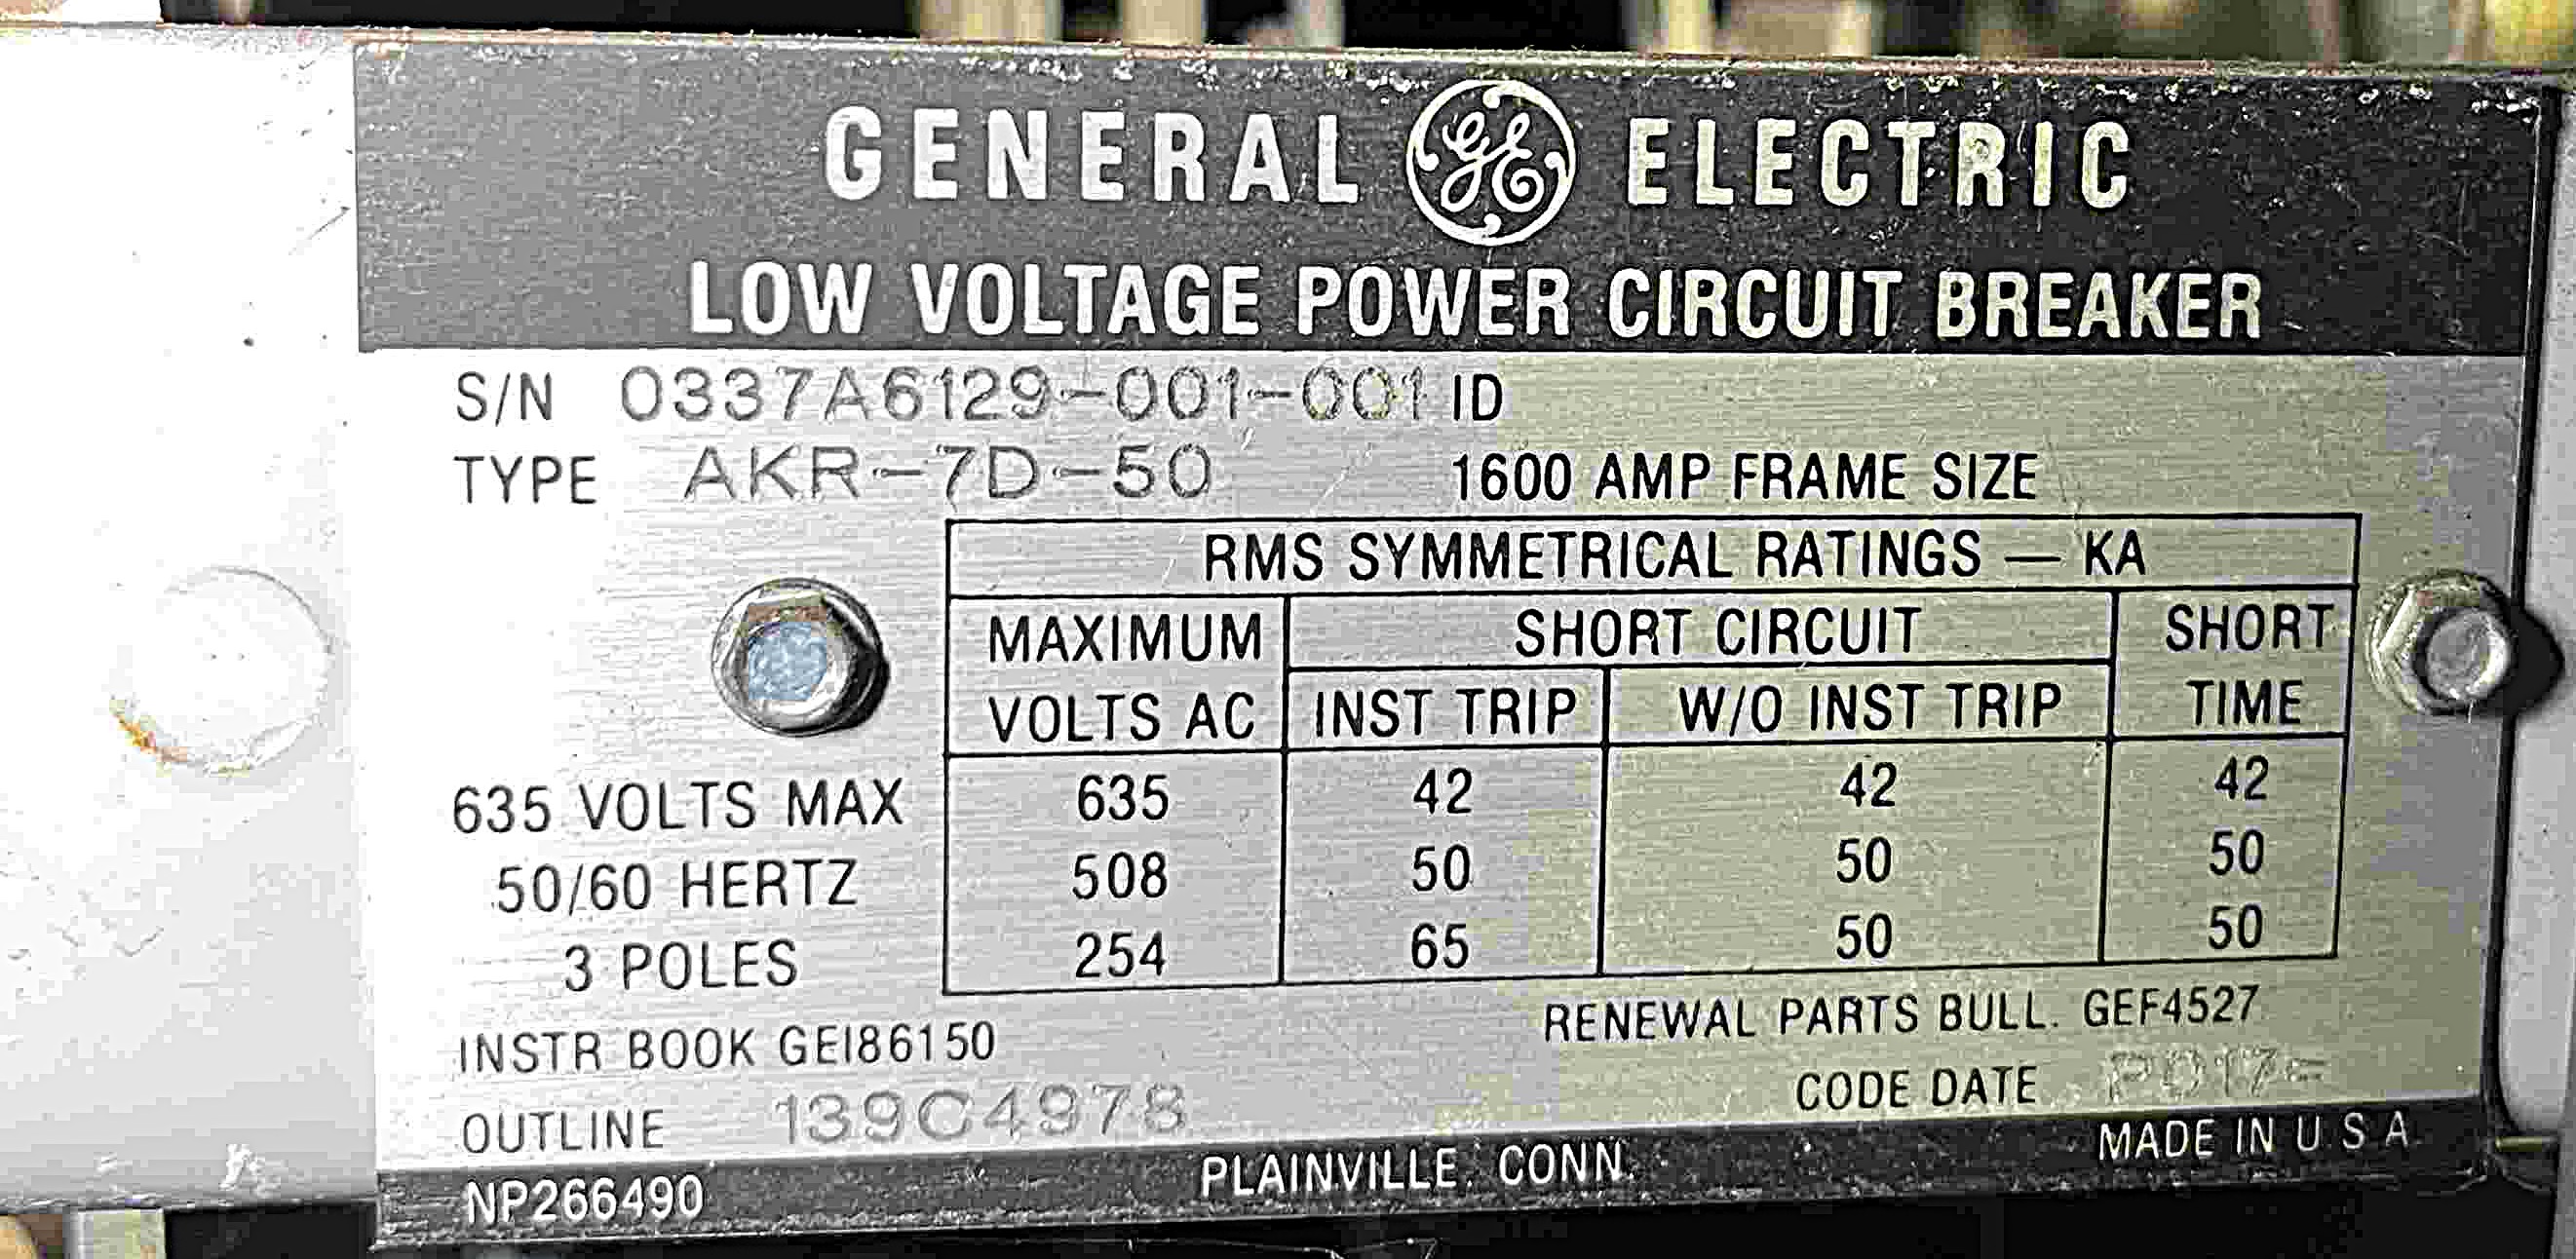 GENERAL GE ELECTRIC
LOW VOLTAGE POWER CIRCUIT BREAKER
S/N 0337A6129-001-001 ID
TYPE AKR-7D-50 1600 AMP FRAME SIZE
RMS SYMMETRICAL RATINGS — KA
MAXIMUM VOLTS AC SHORT CIRCUIT SHORT TIME
INST TRIP W/O INST TRIP
635 VOLTS MAX 635 42 42 42
50/60 HERTZ 508 50 50 50
3 POLES 254 65 50 50
INSTR BOOK GEI86150 RENEWAL PARTS BULL. GEF4527
OUTLINE 139C4978 CODE DATE
NP266490 PLAINVILLE, CONN. MADE IN U S A